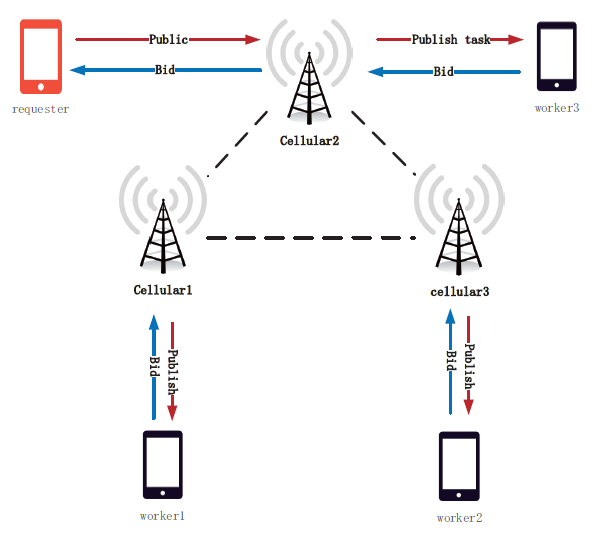 Public
Publish task
Bid
Bid
requester
worker3
Cellular2
Cellular1
cellular3
Bid
Publish
Bid
Publish
worker1
worker2